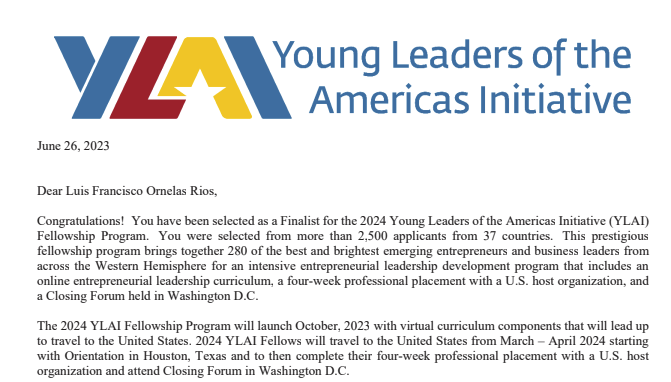 YLAI
Young Leaders of the
Americas Initiative
June 26, 2023
Dear Luis Francisco Ornelas Rios,
Congratulations! You have been selected as a Finalist for the 2024 Young Leaders of the Americas Initiative (YLAI)
Fellowship Program. You were selected from more than 2,500 applicants from 37 countries. This prestigious
fellowship program brings together 280 of the best and brightest emerging entrepreneurs and business leaders from
across the Western Hemisphere for an intensive entrepreneurial leadership development program that includes an
online entrepreneurial leadership curriculum, a four-week professional placement with a U.S. host organization, and
a Closing Forum held in Washington D.C.
The 2024 YLAI Fellowship Program will launch October, 2023 with virtual curriculum components that will lead up
to travel to the United States. 2024 YLAI Fellows will travel to the United States from March – April 2024 starting
with Orientation in Houston, Texas and to then complete their four-week professional placement with a U.S. host
organization and attend Closing Forum in Washington D.C.